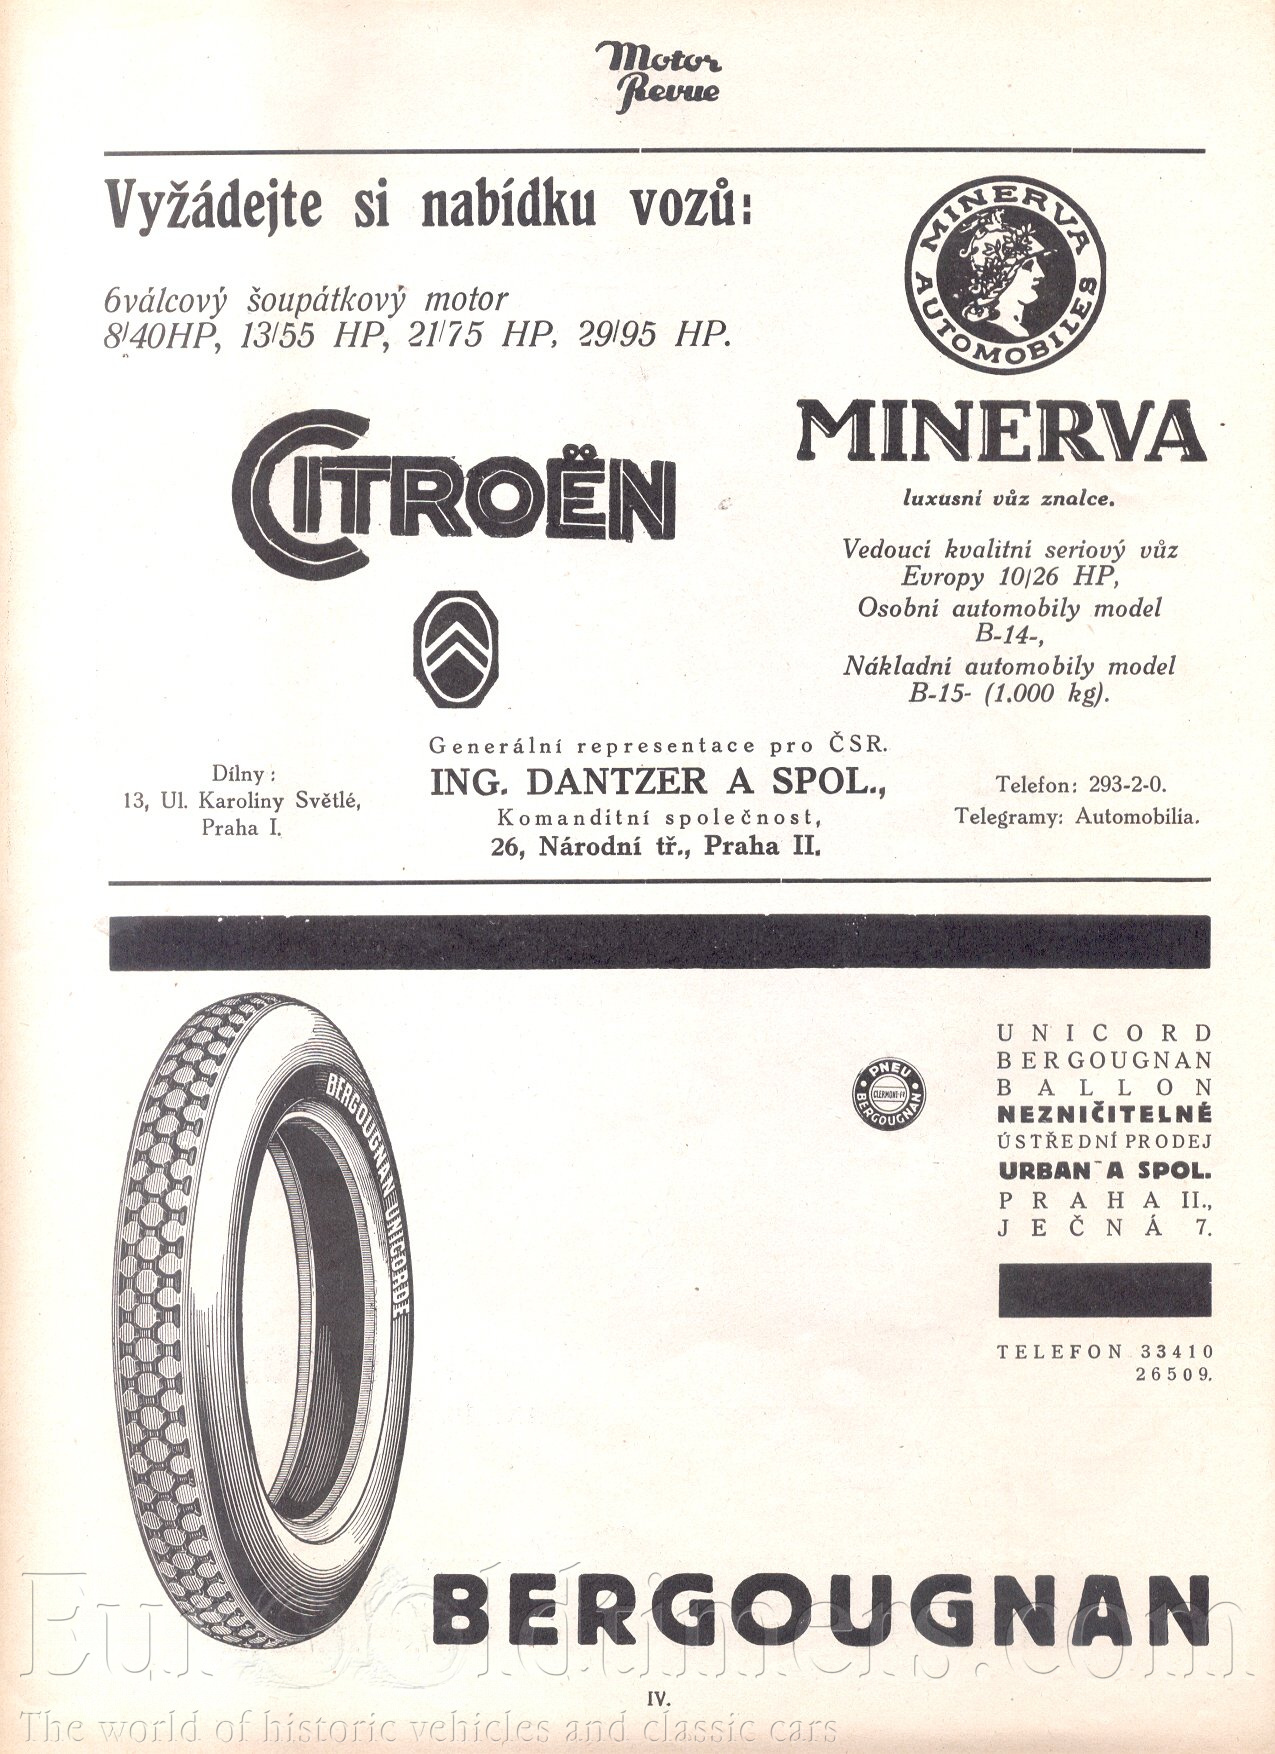 Motor
Revue
Vyžádejte si nabídku vozů:
6válcový šoupátkový motor
8/40HP, 13/55 HP, 21/75 HP, 29/95 HP.
MINERVA
AUTOMOBILES
MINERVA
luxusní vůz znalce.
CITROËN
Vedoucí kvalitní seriový vůz
Evropy 10/26 HP,
Osobní automobily model
B-14-,
Nákladní automobily model
B-15- (1.000 kg).
Generální representace pro ČSR.
ING. DANTZER A SPOL.,
Komanditní společnost,
26, Národní tř., Praha II.
Dílny:
13, Ul. Karoliny Světlé,
Praha I.
Telefon: 293-2-0.
Telegramy: Automobilia.
BERGOUGNAN UNICORDE
PNEU
CLERMONT-FD
BERGOUGNAN
UNICORD
BERGOUGNAN
BALLON
NEZNIČITELNÉ
ÚSTŘEDNÍ PRODEJ
URBAN A SPOL.
PRAHA II.,
JEČNÁ 7.
TELEFON 33410
26509.
BERGOUGNAN
IV.
EuroOldtimers.com
The world of historic vehicles and classic cars